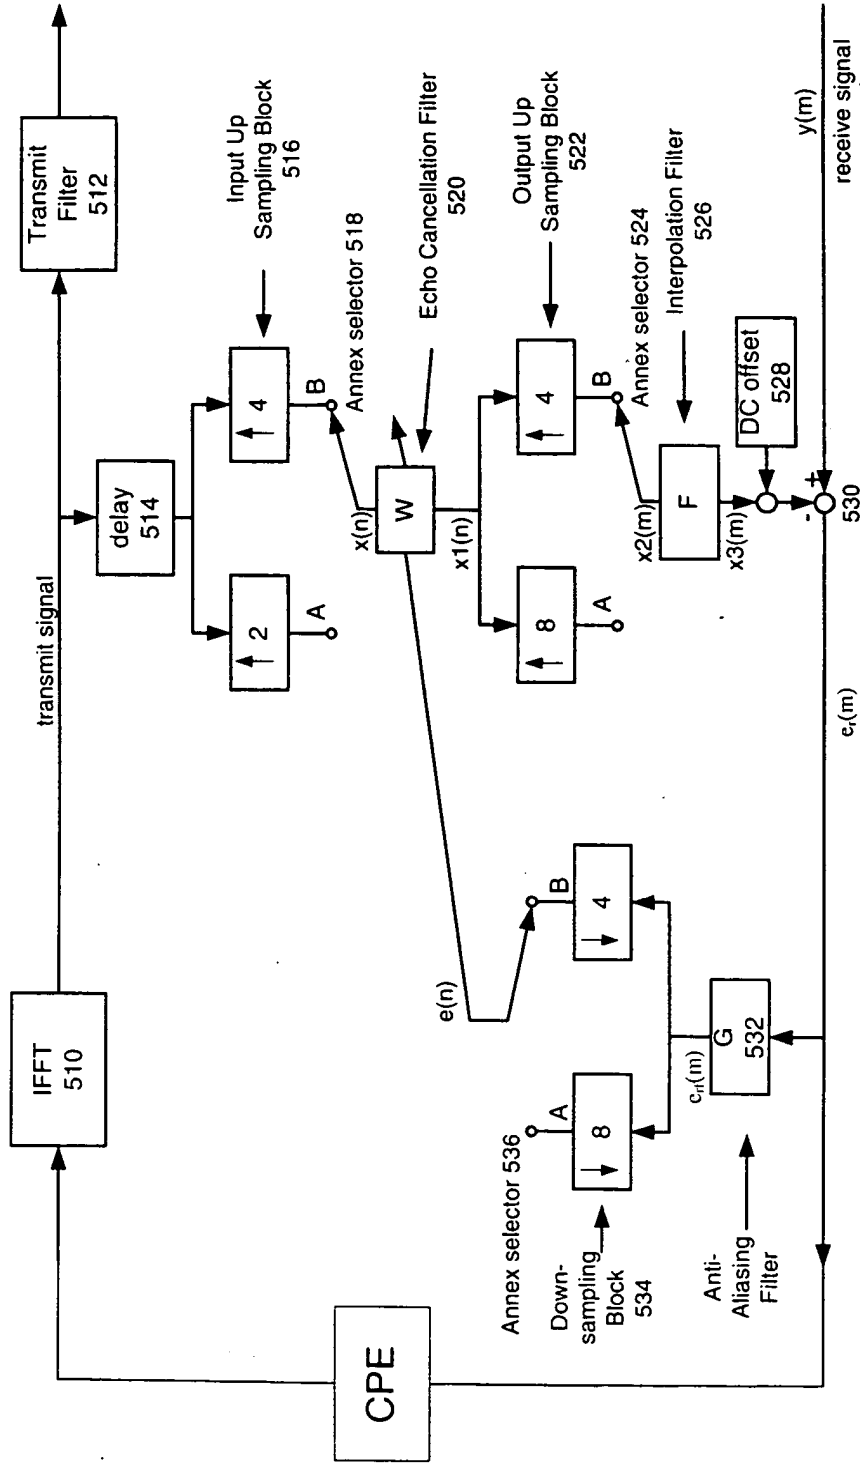 CPE
IFFT
510
transmit signal
Transmit
Filter
512
delay
514
2
4
Input Up
Sampling Block
516
A
B
Annex selector 518
x(n)
W
Echo Cancellation Filter
520
x1(n)
8
4
Output Up
Sampling Block
522
A
B
Annex selector 524
x2(m)
F
Interpolation Filter
526
x3(m)
DC offset
528
+
-
530
y(m)
receive signal
er(m)
e(n)
Annex selector 536
A
B
8
4
Down-
sampling
Block
534
G
532
Anti-
Aliasing
Filter